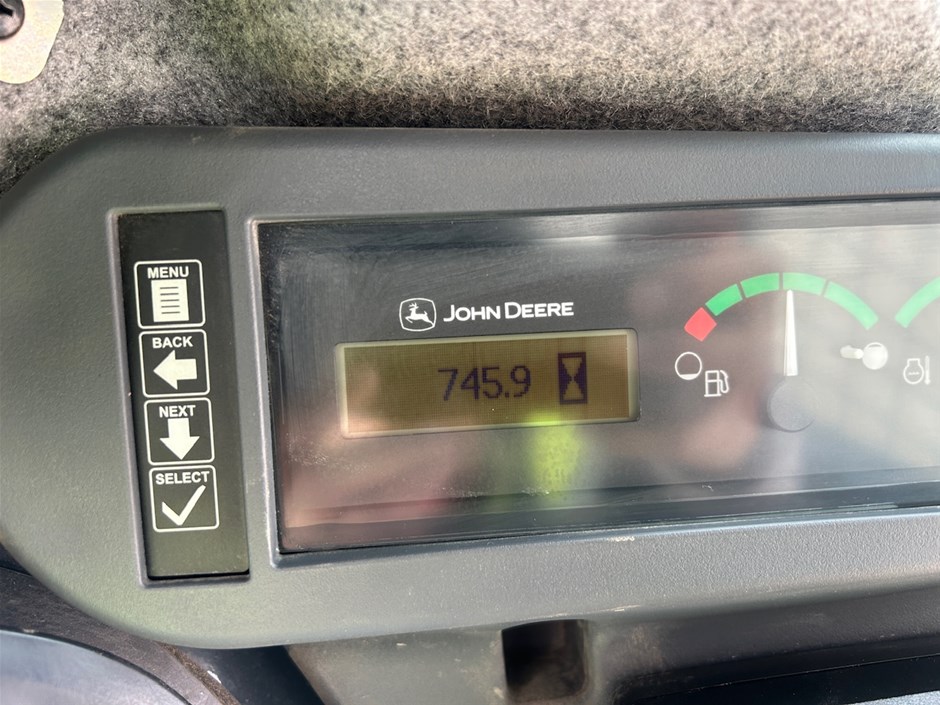 MENU
BACK
NEXT
SELECT
JOHN DEERE
745.9